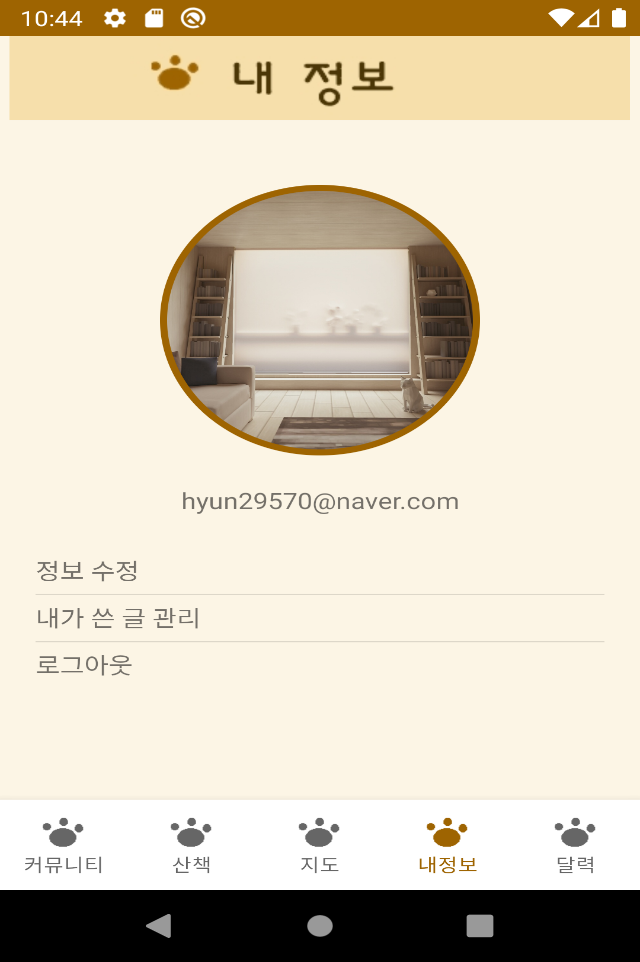 10:44
내 정보
hyun29570@naver.com
정보 수정
내가 쓴 글 관리
로그아웃
커뮤니티 산책 지도 내정보 달력